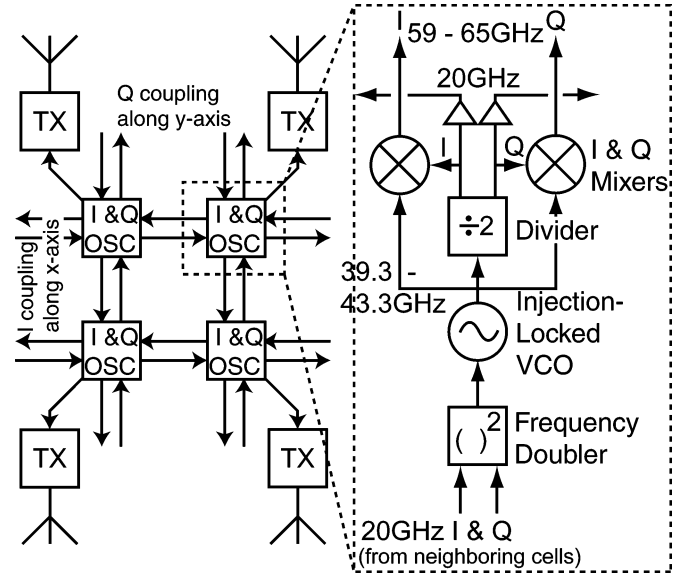 TX
TX
Q coupling
along y-axis
I & Q
OSC
I & Q
OSC
I coupling
along x-axis
I & Q
OSC
I & Q
OSC
TX
TX
I
59 - 65GHz
Q
20GHz
I
Q
I & Q
Mixers
÷2
Divider
39.3 -
43.3GHz
Injection-
Locked
VCO
( )2
Frequency
Doubler
20GHz I & Q
(from neighboring cells)